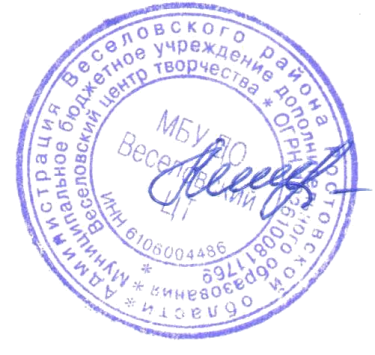 Администрация Веселовского района Ростовской области *
Муниципальное бюджетное учреждение дополнительного образования *
Веселовский центр творчества * ОГРН
ИНН 6106004486 *
МБУ ДО
Веселовский
ЦТ